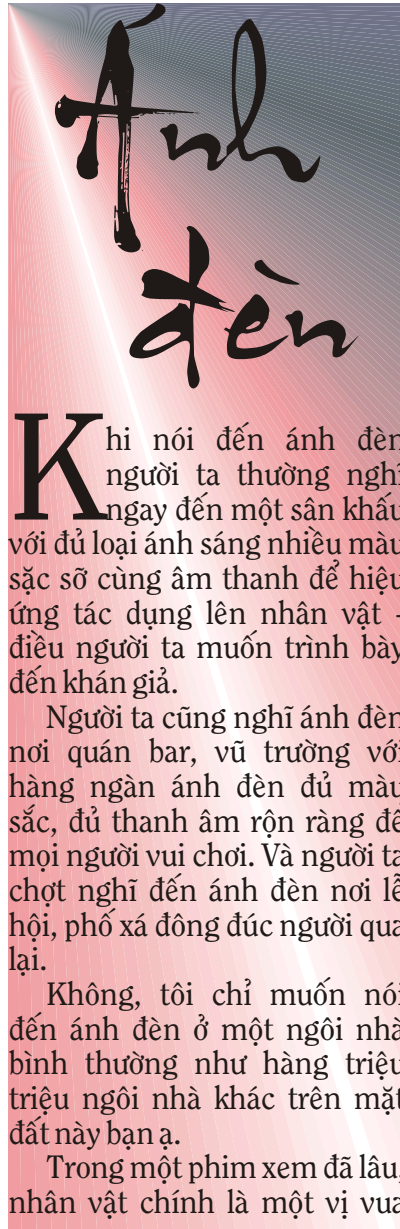 Ánh
đèn
Khi nói đến ánh đèn
người ta thường nghĩ
ngay đến một sân khấu
với đủ loại ánh sáng nhiều màu
sặc sỡ cùng âm thanh để hiệu
ứng tác dụng lên nhân vật -
điều người ta muốn trình bày
đến khán giả.
Người ta cũng nghĩ ánh đèn
nơi quán bar, vũ trường với
hàng ngàn ánh đèn đủ màu
sắc, đủ thanh âm rộn ràng để
mọi người vui chơi. Và người ta
chợt nghĩ đến ánh đèn nơi lễ
hội, phố xá đông đúc người qua
lại.
Không, tôi chỉ muốn nói
đến ánh đèn ở một ngôi nhà
bình thường như hàng triệu
triệu ngôi nhà khác trên mặt
đất này bạn ạ.
Trong một phim xem đã lâu,
nhân vật chính là một vị vua